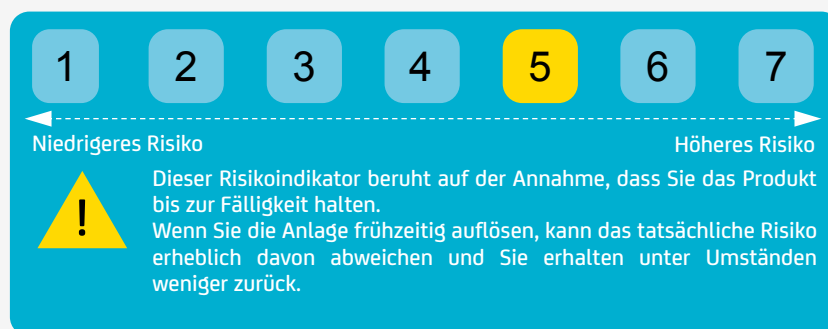 1 2 3 4 5 6 7
Niedrigeres Risiko Höheres Risiko
! Dieser Risikoindikator beruht auf der Annahme, dass Sie das Produkt
bis zur Fälligkeit halten.
Wenn Sie die Anlage frühzeitig auflösen, kann das tatsächliche Risiko
erheblich davon abweichen und Sie erhalten unter Umständen
weniger zurück.